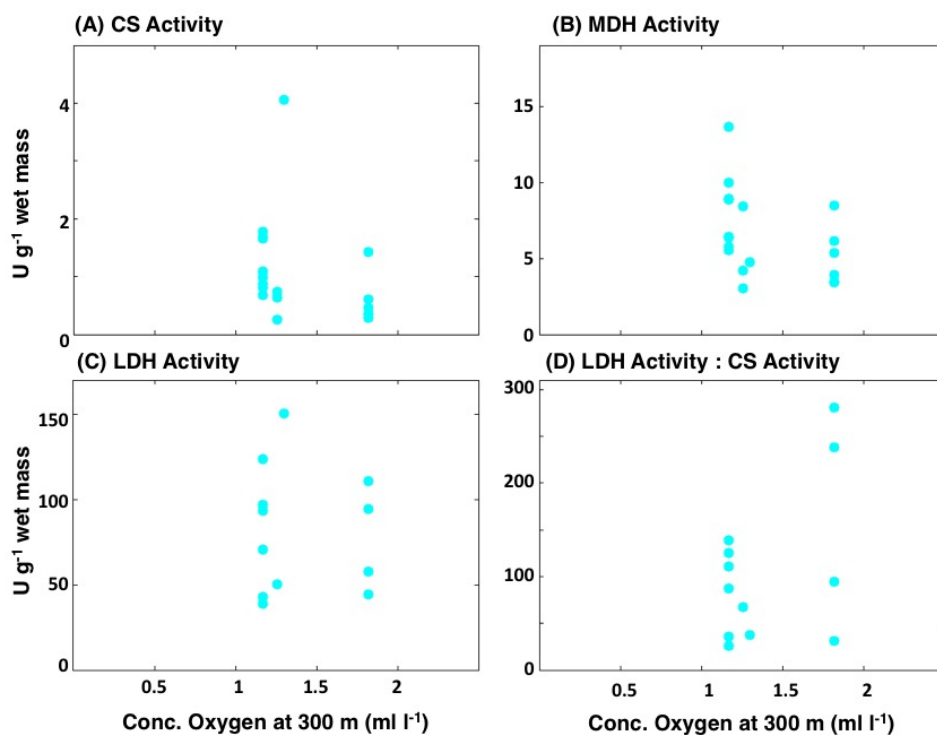 (A) CS Activity
(B) MDH Activity
U g-1 wet mass
4
2
0
15
10
5
0
(C) LDH Activity
(D) LDH Activity : CS Activity
U g-1 wet mass
150
100
50
0
300
200
100
0
0.5 1 1.5 2
0.5 1 1.5 2
Conc. Oxygen at 300 m (ml l-1)
Conc. Oxygen at 300 m (ml l-1)